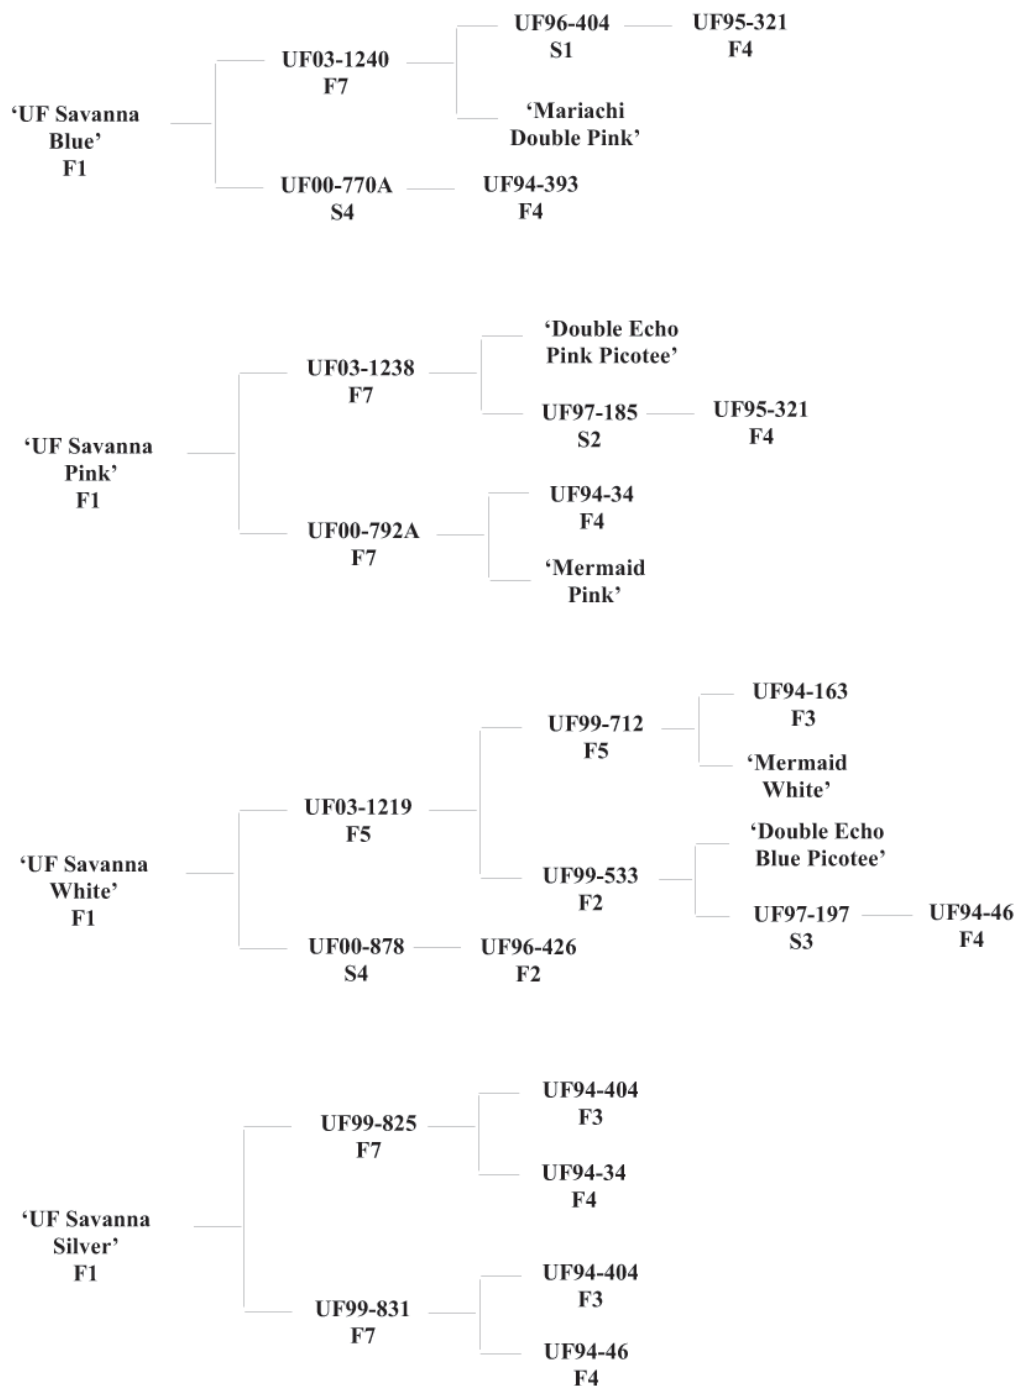 UF96-404
S1
UF95-321
F4
UF03-1240
F7
‘UF Savanna
Blue’
F1
‘Mariachi
Double Pink’
UF00-770A
S4
UF94-393
F4
‘Double Echo
Pink Picotee’
UF03-1238
F7
UF97-185
S2
UF95-321
F4
‘UF Savanna
Pink’
F1
UF94-34
F4
UF00-792A
F7
‘Mermaid
Pink’
UF94-163
F3
UF99-712
F5
‘Mermaid
White’
UF03-1219
F5
‘Double Echo
Blue Picotee’
‘UF Savanna
White’
F1
UF99-533
F2
UF97-197
S3
UF94-46
F4
UF00-878
S4
UF96-426
F2
UF94-404
F3
UF99-825
F7
UF94-34
F4
‘UF Savanna
Silver’
F1
UF94-404
F3
UF99-831
F7
UF94-46
F4